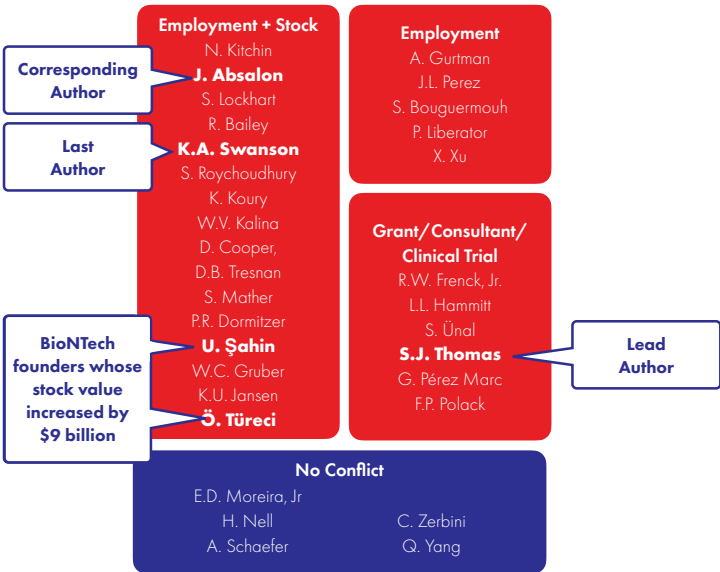 Employment + Stock
N. Kitchin
J. Absalon
S. Lockhart
R. Bailey
K.A. Swanson
S. Roychoudhury
K. Koury
W.V. Kalina
D. Cooper,
D.B. Tresnan
S. Mather
P.R. Dormitzer
U. Şahin
W.C. Gruber
K.U. Jansen
Ö. Türeci
Corresponding
Author
Last
Author
BioNTech
founders whose
stock value
increased by
$9 billion
Employment
A. Gurtman
J.L. Perez
S. Bouguermouh
P. Liberator
X. Xu
Grant/Consultant/
Clinical Trial
R.W. Frenck, Jr.
L.L. Hammitt
S. Ünal
S.J. Thomas
G. Pérez Marc
F.P. Polack
Lead
Author
No Conflict
E.D. Moreira, Jr
H. Nell
A. Schaefer
C. Zerbini
Q. Yang